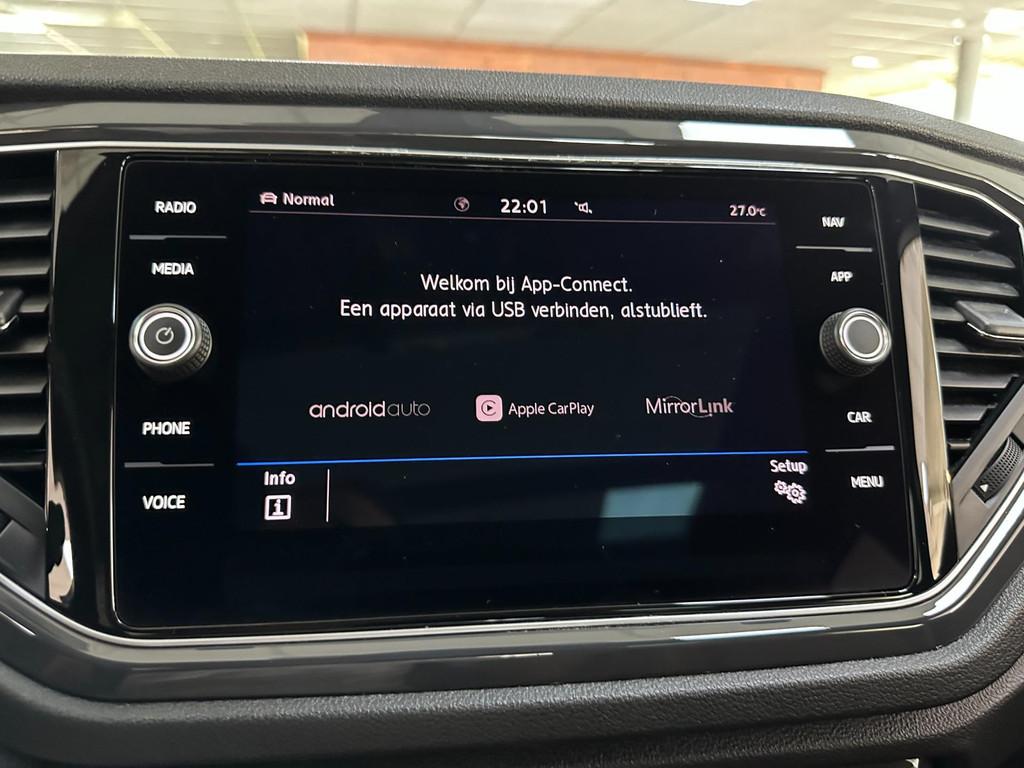 RADIO
MEDIA
PHONE
VOICE
Normal
22:01
27.0°C
Welkom bij App-Connect.
Een apparaat via USB verbinden, alstublieft.
androidauto
Apple CarPlay
MirrorLink
Info
Setup
NAV
APP
CAR
MENU